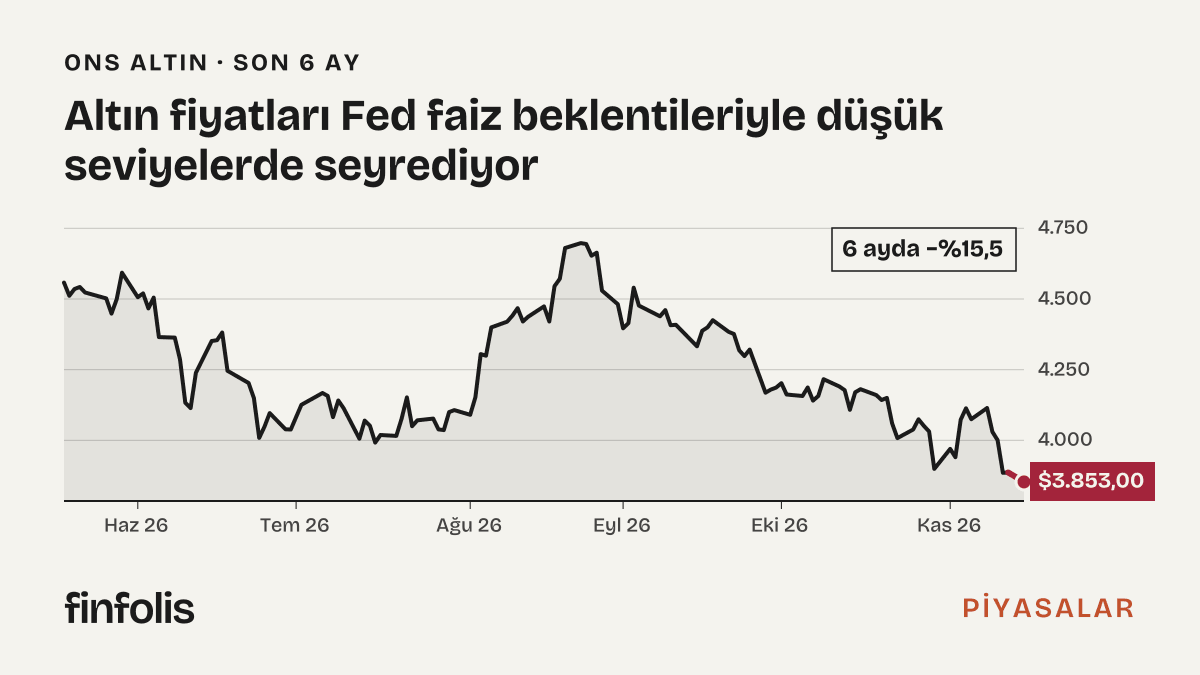 ONS ALTIN · SON 6 AY
Altın fiyatları Fed faiz beklentileriyle düşük
seviyelerde seyrediyor
6 ayda −%15,5
4.750
4.500
4.250
4.000
$3.853,00
Haz 26 Tem 26 Ağu 26 Eyl 26 Eki 26 Kas 26
finfolis
PİYASALAR